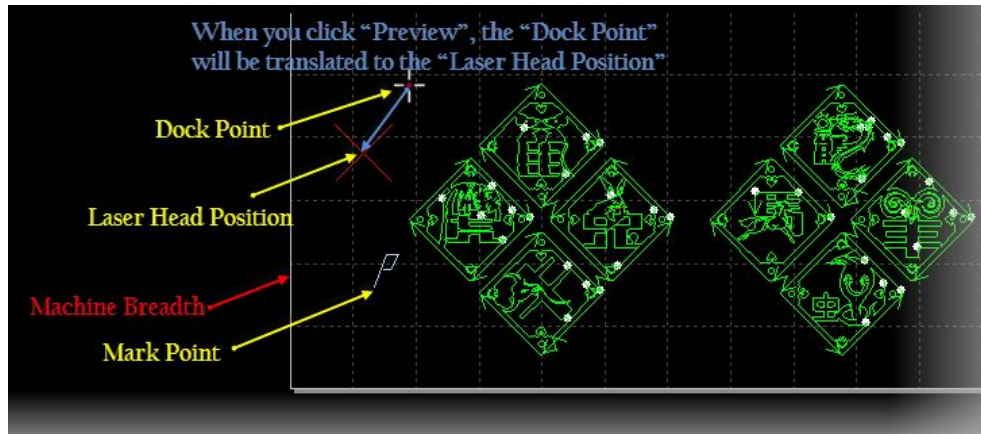 When you click “Preview”, the “Dock Point”
will be translated to the “Laser Head Position”
Dock Point
Laser Head Position
Machine Breadth
Mark Point